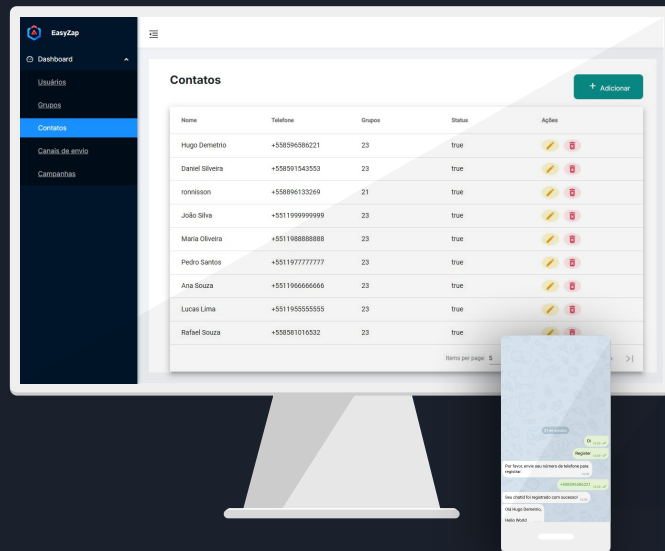 EasyZap
Dashboard
Usuários
Grupos
Contatos
Canais de envio
Campanhas
Contatos
+ Adicionar
Nome Telefone Grupos Status Ações
Hugo Demetrio +558596586221 23 true
Daniel Silveira +558591543553 23 true
ronnisson +558896133269 21 true
João Silva +5511999999999 23 true
Maria Oliveira +5511988888888 23 true
Pedro Santos +5511977777777 23 true
Ana Souza +5511966666666 23 true
Lucas Lima +5511955555555 23 true
Rafael Souza +558581016532 23 true
Items per page: 5
Oi
Register
Por favor, envie seu número de telefone para
registrar
+558596586221
Seu chatId foi registrado com sucesso!
Olá Hugo Demetrio,
Hello World